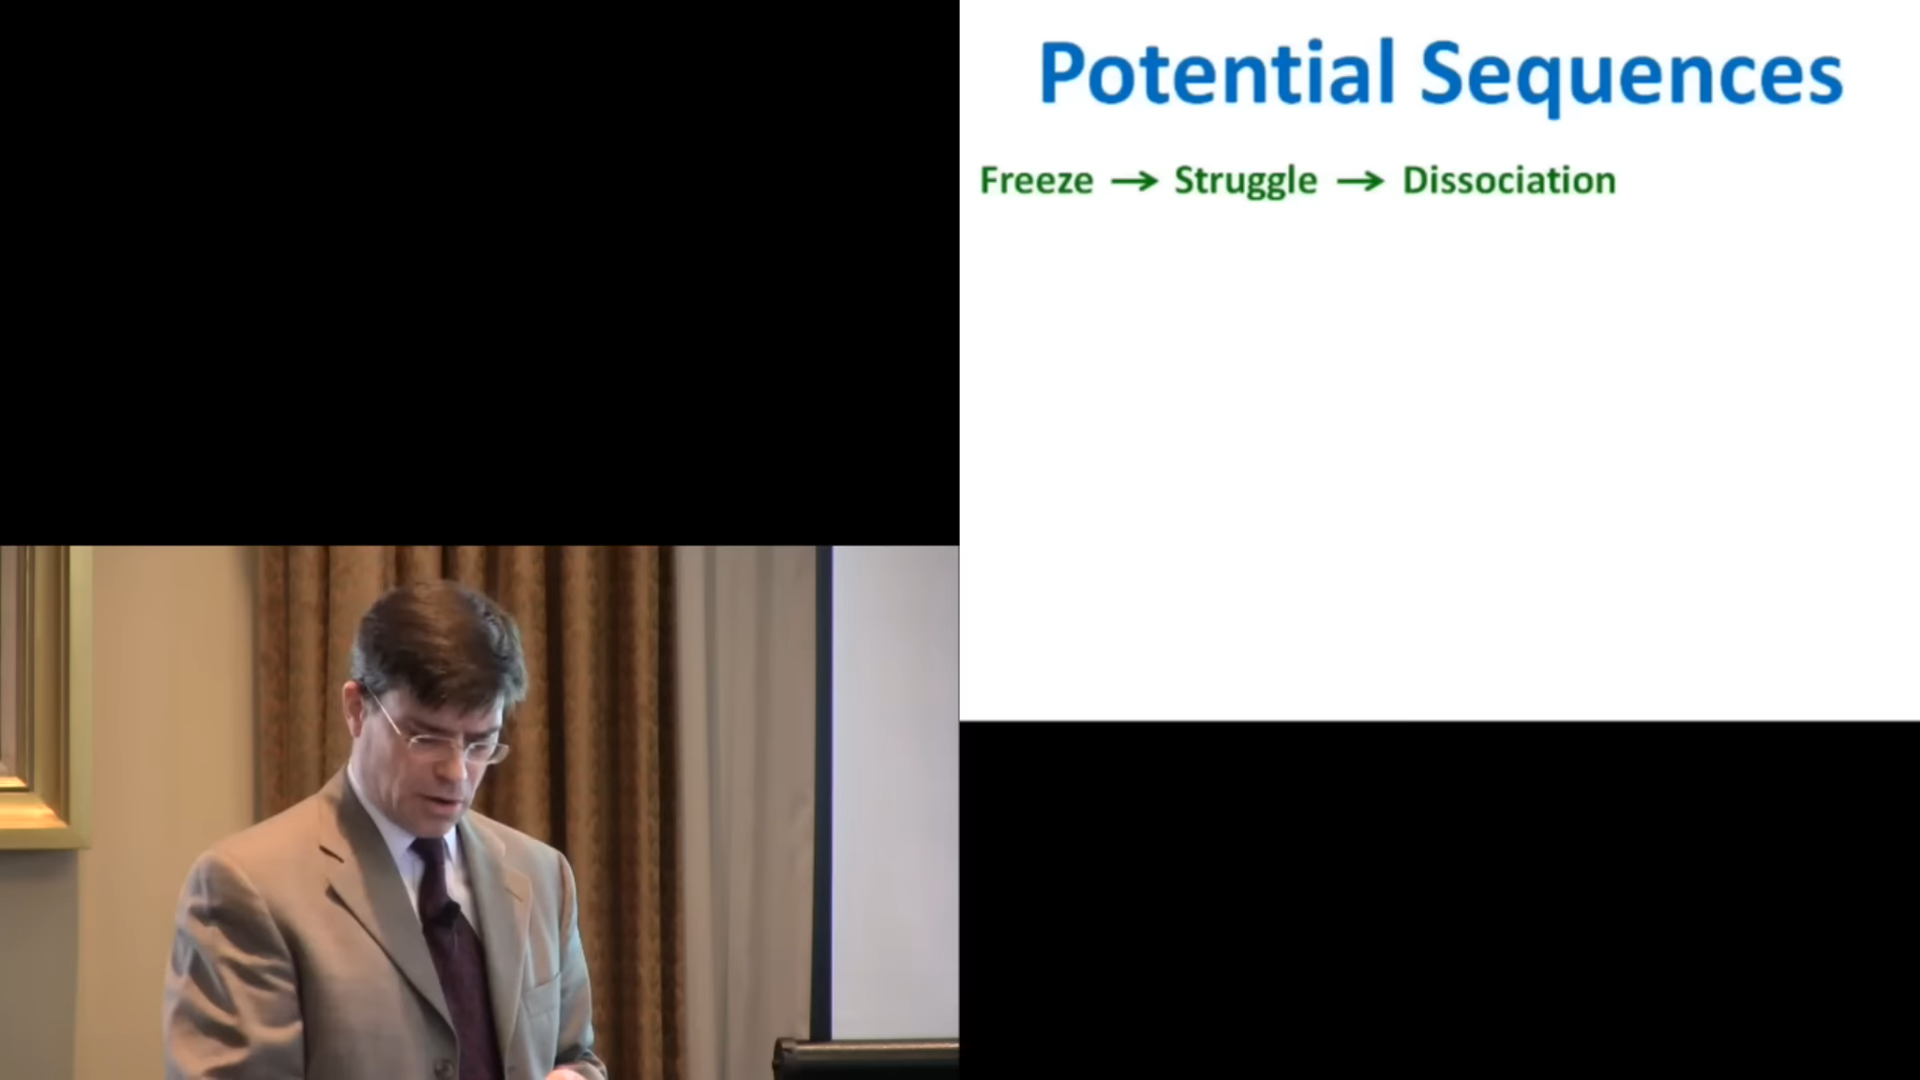 Potential Sequences
Freeze → Struggle → Dissociation